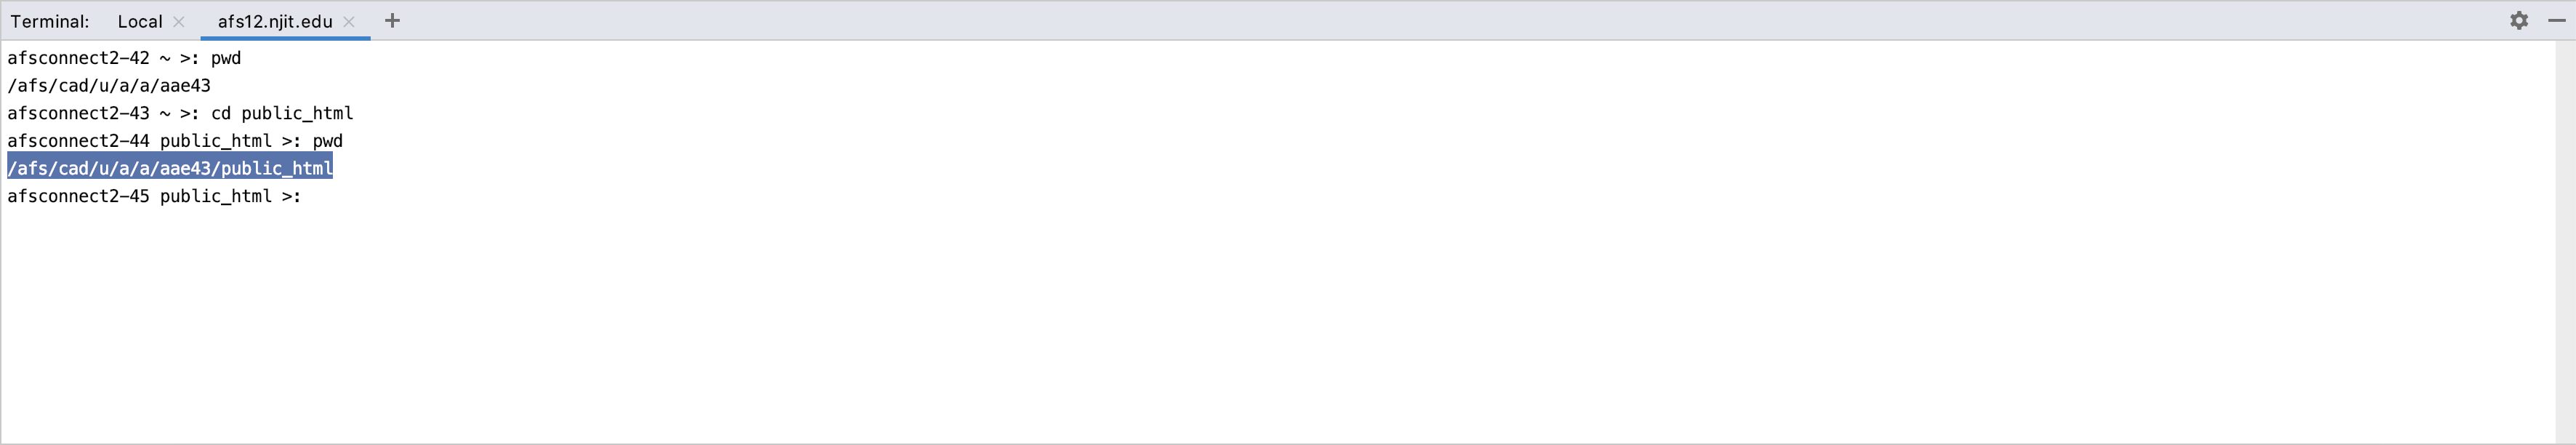 Terminal: Local afs12.njit.edu
afsconnect2-42 ~ >: pwd
/afs/cad/u/a/a/aae43
afsconnect2-43 ~ >: cd public_html
afsconnect2-44 public_html >: pwd
/afs/cad/u/a/a/aae43/public_html
afsconnect2-45 public_html >: